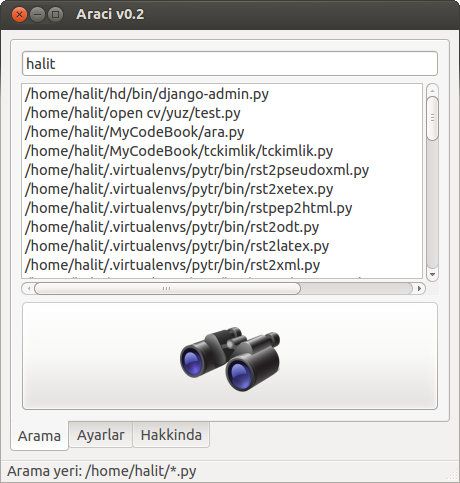 Araci v0.2
halit
/home/halit/hd/bin/django-admin.py
/home/halit/open cv/yuz/test.py
/home/halit/MyCodeBook/ara.py
/home/halit/MyCodeBook/tckimlik/tckimlik.py
/home/halit/.virtualenvs/pytr/bin/rst2pseudoxml.py
/home/halit/.virtualenvs/pytr/bin/rst2xetex.py
/home/halit/.virtualenvs/pytr/bin/rstpep2html.py
/home/halit/.virtualenvs/pytr/bin/rst2odt.py
/home/halit/.virtualenvs/pytr/bin/rst2latex.py
/home/halit/.virtualenvs/pytr/bin/rst2xml.py
Arama Ayarlar Hakkinda
Arama yeri: /home/halit/*.py